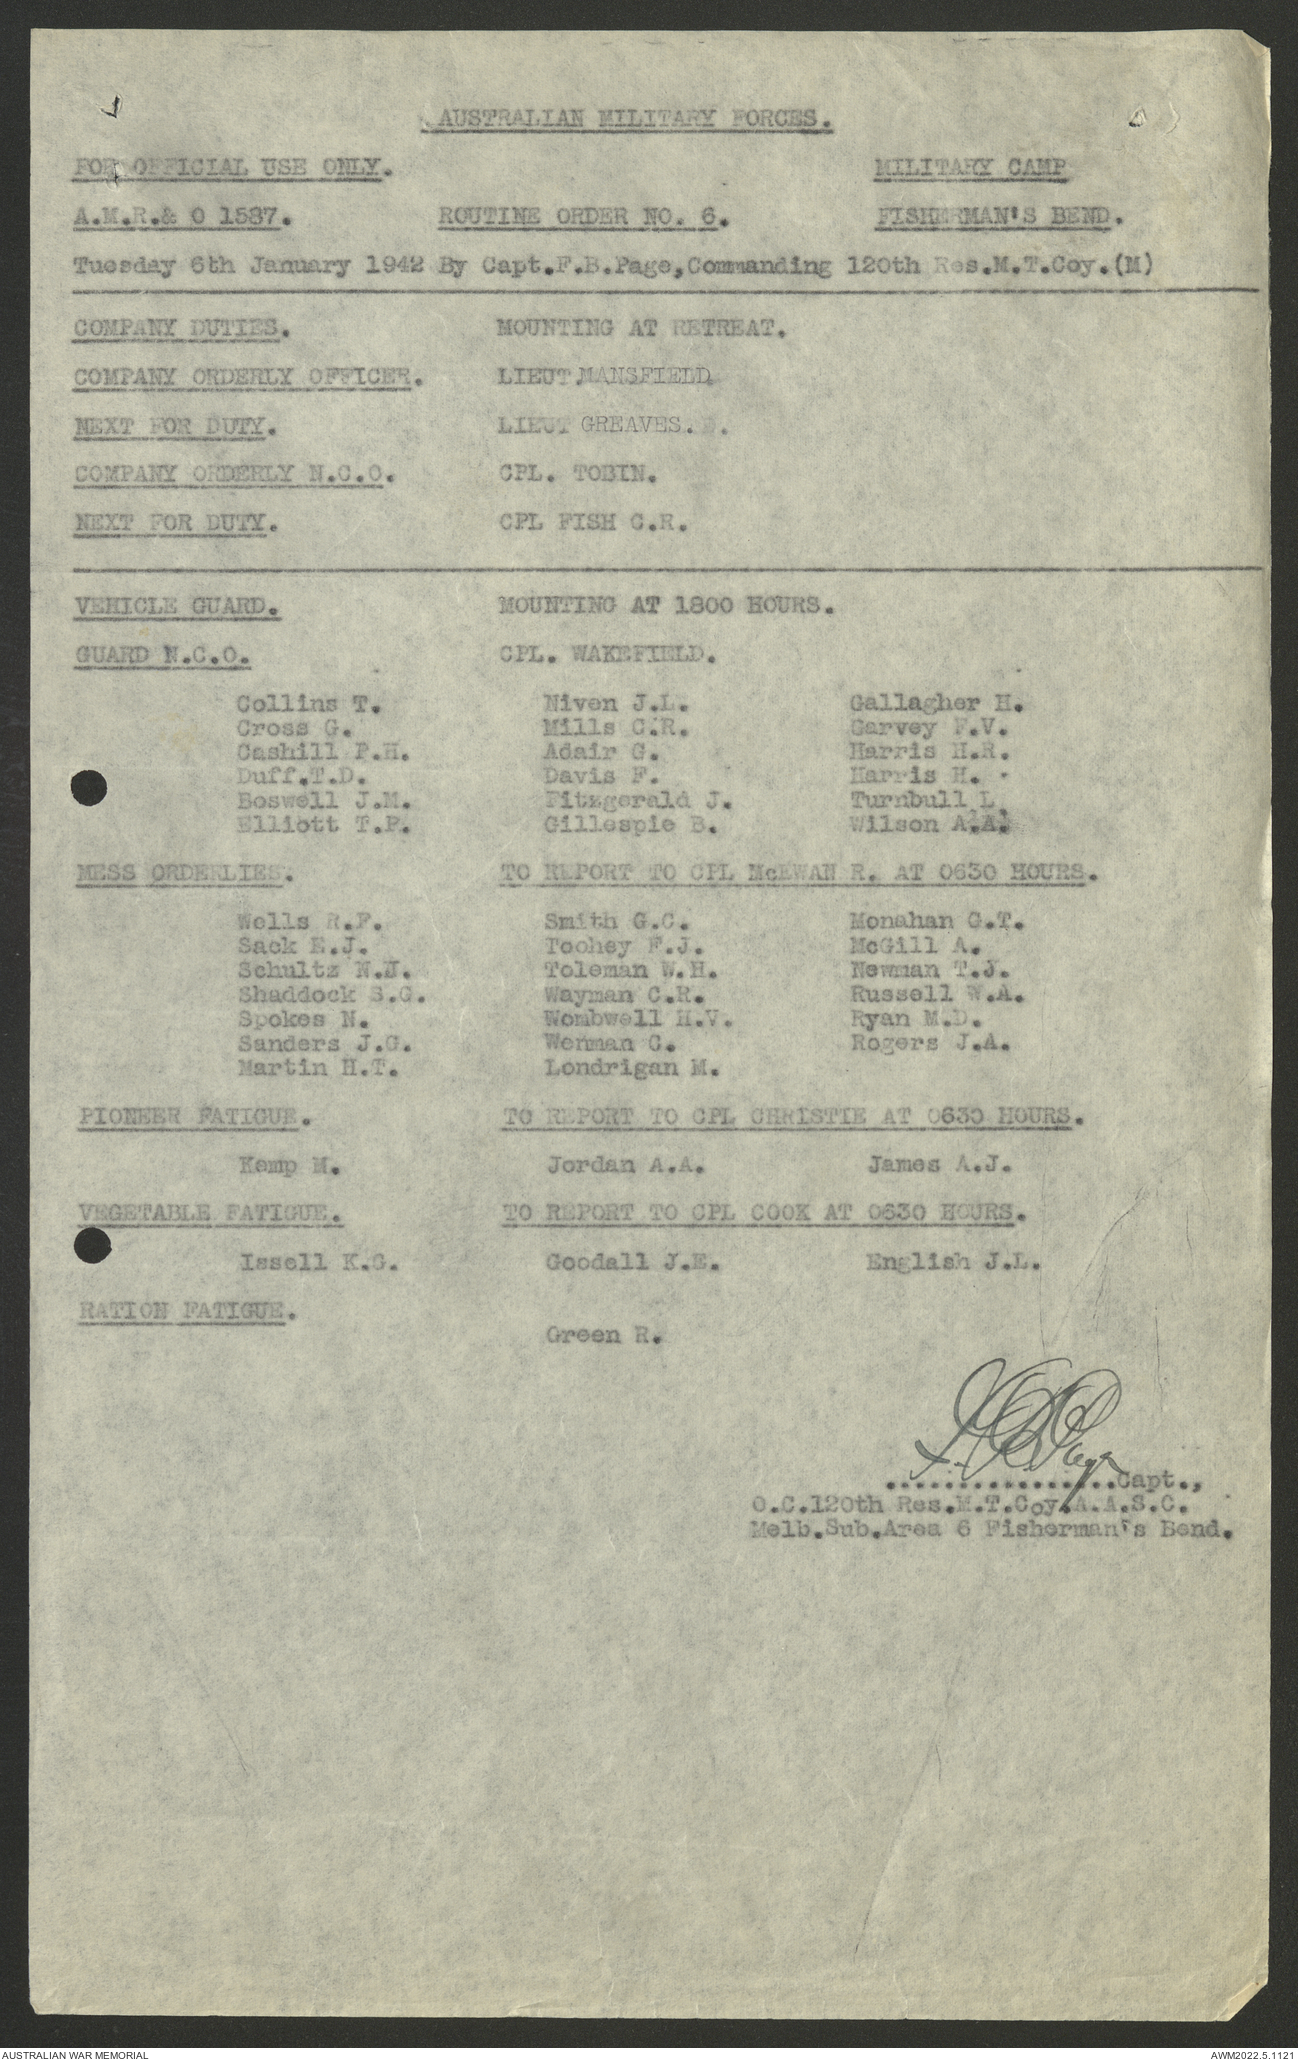 AUSTRALIAN MILITARY FORCES.
FOR OFFICIAL USE ONLY. MILITARY CAMP
A.M.R.& O 1587. ROUTINE ORDER NO. 6. FISHERMAN'S BEND.
Tuesday 6th January 1942 By Capt.F.B.Page,Commanding 120th Res.M.T.Coy.(M)
COMPANY DUTIES. MOUNTING AT RETREAT.
COMPANY ORDERLY OFFICER. LIEUT MANSFIELD
NEXT FOR DUTY. LIEUT GREAVES.
COMPANY ORDERLY N.C.O. CPL. TOBIN.
NEXT FOR DUTY. CPL FISH C.R.
VEHICLE GUARD. MOUNTING AT 1800 HOURS.
GUARD N.C.O. CPL. WAKEFIELD.
Collins T. Niven J.L. Gallagher H.
Cross G. Mills C.R. Garvey F.V.
Cashill P.H. Adair G. Harris H.R.
Duff.T.D. Davis F. Harris H.
Boswell J.M. Fitzgerald J. Turnbull L.
Elliott T.P. Gillespie B. Wilson A.A.
MESS ORDERLIES. TO REPORT TO CPL McEWAN R. AT 0630 HOURS.
Wells R.F. Smith G.C. Monahan G.T.
Sack E.J. Toohey F.J. McGill A.
Schultz N.J. Toleman W.H. Newman T.J.
Shaddock S.G. Wayman C.R. Russell W.A.
Spokes N. Wombwell H.V. Ryan M.D.
Sanders J.G. Wenman C. Rogers J.A.
Martin H.T. Londrigan M.
PIONEER FATIGUE. TO REPORT TO CPL CHRISTIE AT 0630 HOURS.
Kemp M. Jordan A.A. James A.J.
VEGETABLE FATIGUE. TO REPORT TO CPL COOK AT 0630 HOURS.
Issell K.G. Goodall J.E. English J.L.
RATION FATIGUE.
Green R.
F.B.Page
................Capt.,
O.C.120th Res.M.T.Coy.A.A.S.C.
Melb.Sub.Area 6 Fisherman's Bend.
AUSTRALIAN WAR MEMORIAL AWM2022.5.1121